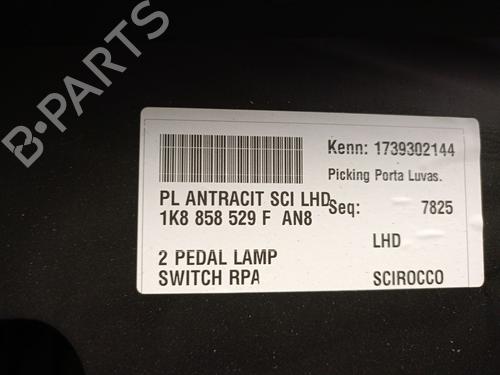 B-PARTS
Kenn: 1739302144
Picking Porta Luvas.
PL ANTRACIT SCI LHD
1K8 858 529 F AN8
Seq: 7825
2 PEDAL LAMP
SWITCH RPA
LHD
SCIROCCO